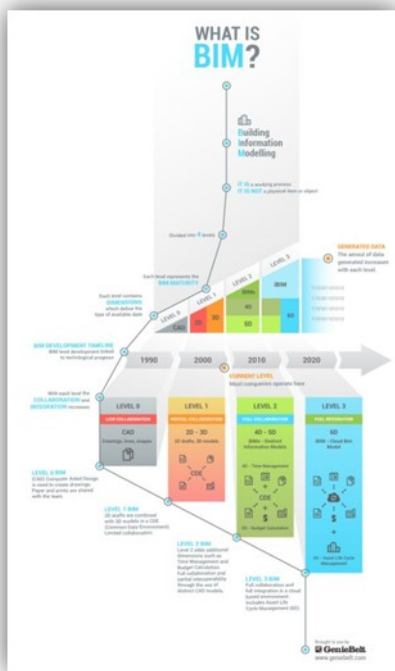 WHAT IS
BIM?
Building
Information
Modelling
IT IS a working process
IT IS NOT a physical item or object
Divided into 4 levels
Each level represents the
BIM MATURITY
Each level contains
DIMENSIONS
which define the
type of available data
LEVEL 0
LEVEL 1
LEVEL 2
LEVEL 3
CAD
2D
3D
BIMs
4D
5D
iBIM
6D
GENERATED DATA
The amout of data
generated increases
with each level.
BIM DEVELOPMENT TIMELINE
BIM level development linked
to technological progress
1990
2000
2010
2020
CURRENT LEVEL
Most companies operate here
With each level the
COLLABORATION and
INTEGRATION increases
LEVEL 0
LOW COLLABORATION
CAD
Drawings, lines, shapes
LEVEL 1
PARTIAL COLLABORATION
2D - 3D
2D drafts, 3D models
CDE
LEVEL 2
FULL COLLABORATION
4D - 5D
BIMs - Distinct
Information Models
4D - Time Management
CDE
5D - Budget Calculation
LEVEL 3
FULL INTEGRATION
6D
iBIM - Cloud Bim
Model
6D - Asset Life Cycle
Management
LEVEL 0 BIM
(CAD) Computer Aided Design
is used to create drawings.
Paper and prints are shared
with the team.
LEVEL 1 BIM
2D drafts are combined
with 3D models in a CDE
(Common Data Environment).
Limited collaboration
LEVEL 2 BIM
Level 2 adds additional
dimensions such as
Time Management and
Budget Calculation.
Full collaboration and
partial interoperability
through the use of
distinct CAD models.
LEVEL 3 BIM
Full collaboration and
full integration in a cloud
based environment.
Includes Asset Life
Cycle Management (6D)
Brought to you by
GenieBelt
www.geniebelt.com